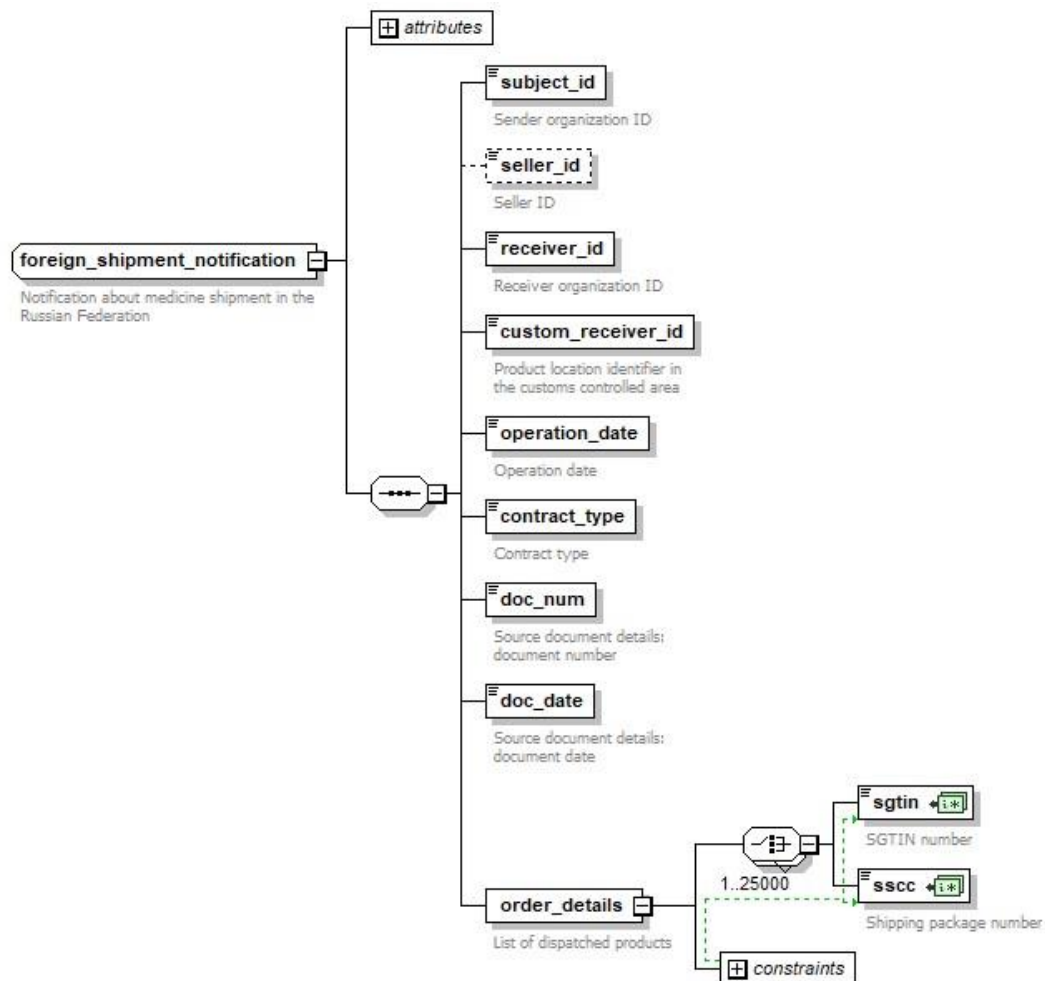 attributes
subject_id
Sender organization ID
seller_id
Seller ID
receiver_id
Receiver organization ID
foreign_shipment_notification
Notification about medicine shipment in the
Russian Federation
custom_receiver_id
Product location identifier in
the customs controlled area
operation_date
Operation date
contract_type
Contract type
doc_num
Source document details:
document number
doc_date
Source document details:
document date
sgtin
SGTIN number
1..25000
sscc
Shipping package number
order_details
List of dispatched products
constraints